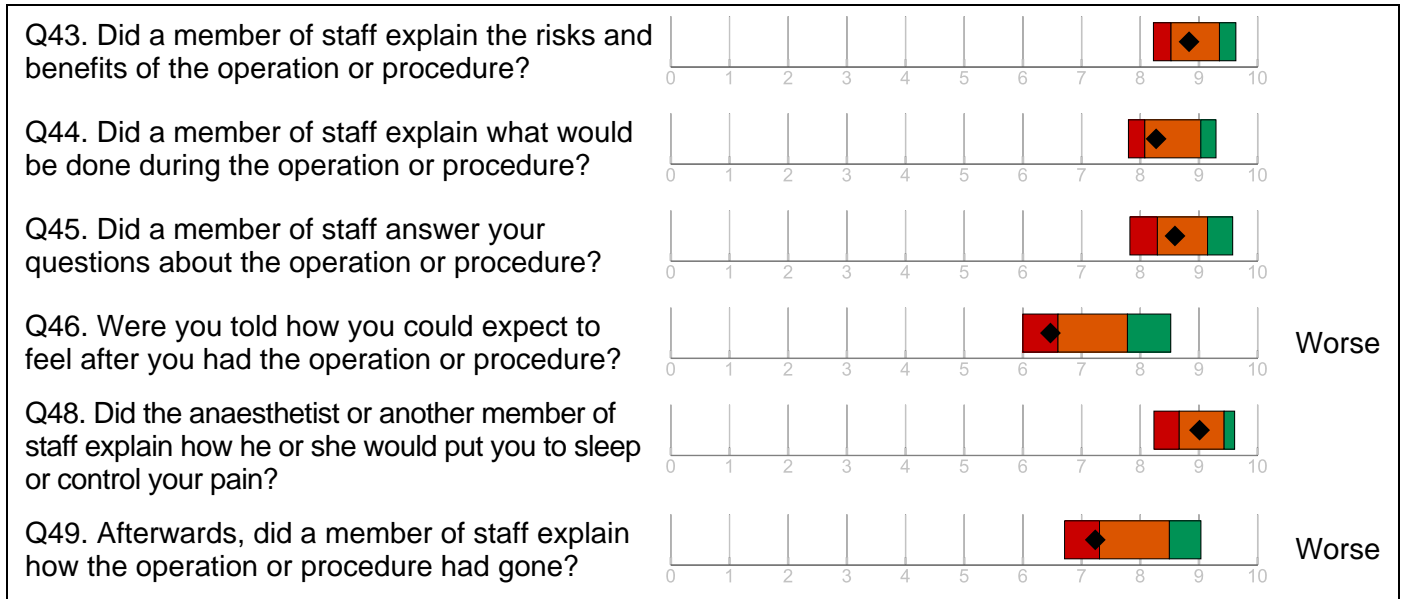 Q43. Did a member of staff explain the risks and
benefits of the operation or procedure?
0 1 2 3 4 5 6 7 8 9 10
Q44. Did a member of staff explain what would
be done during the operation or procedure?
0 1 2 3 4 5 6 7 8 9 10
Q45. Did a member of staff answer your
questions about the operation or procedure?
0 1 2 3 4 5 6 7 8 9 10
Q46. Were you told how you could expect to
feel after you had the operation or procedure?
Worse
0 1 2 3 4 5 6 7 8 9 10
Q48. Did the anaesthetist or another member of
staff explain how he or she would put you to sleep
or control your pain?
0 1 2 3 4 5 6 7 8 9 10
Q49. Afterwards, did a member of staff explain
how the operation or procedure had gone?
Worse
0 1 2 3 4 5 6 7 8 9 10